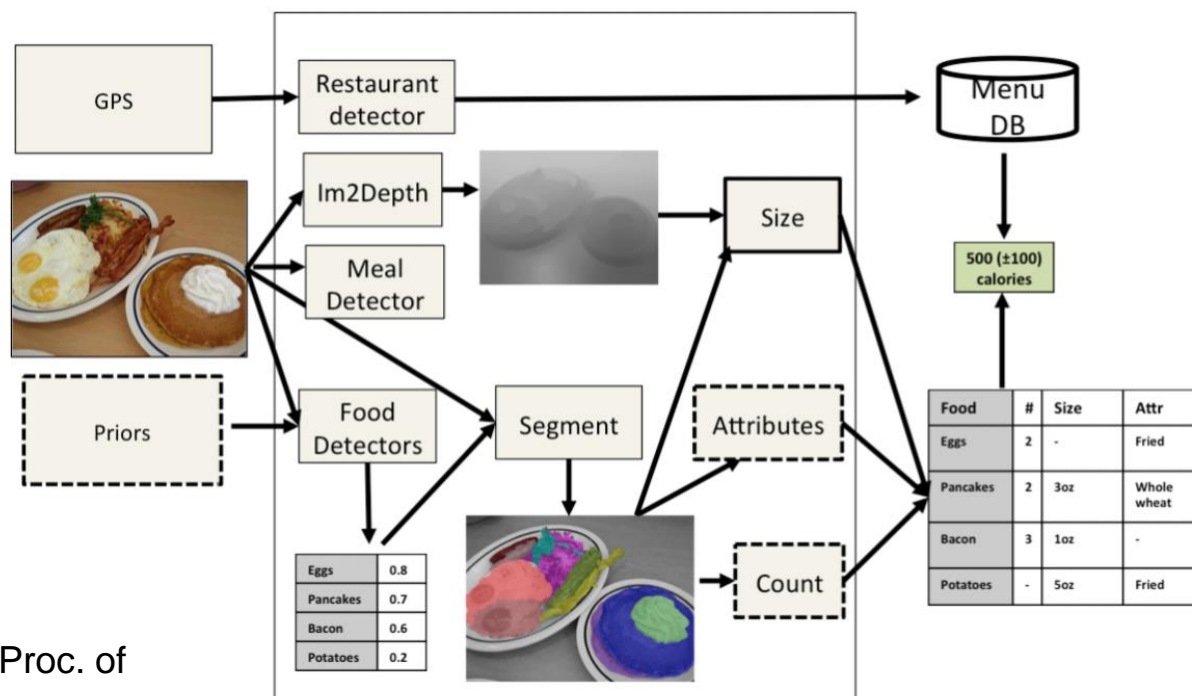 GPS
Restaurant
detector
Menu
DB
Im2Depth
Size
Meal
Detector
500 (±100)
calories
Priors
Food
Detectors
Segment
Attributes
Count
Food # Size Attr
Eggs 2 - Fried
Pancakes 2 3oz Whole
wheat
Bacon 3 1oz -
Potatoes - 5oz Fried
Eggs 0.8
Pancakes 0.7
Bacon 0.6
Potatoes 0.2
Proc. of